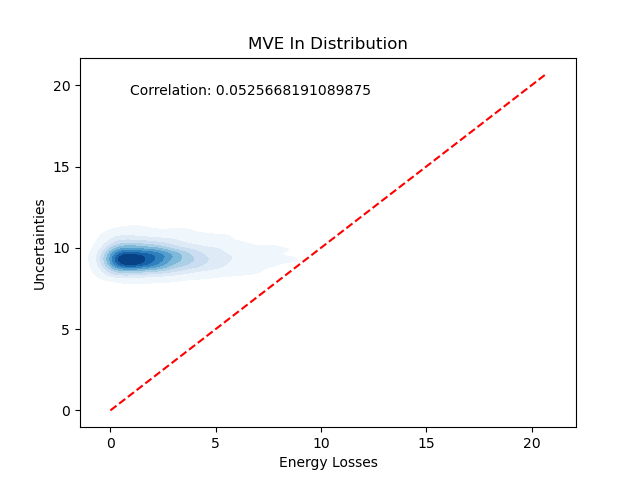 MVE In Distribution
Correlation: 0.0525668191089875
Uncertainties
20
15
10
5
0
0 5 10 15 20
Energy Losses